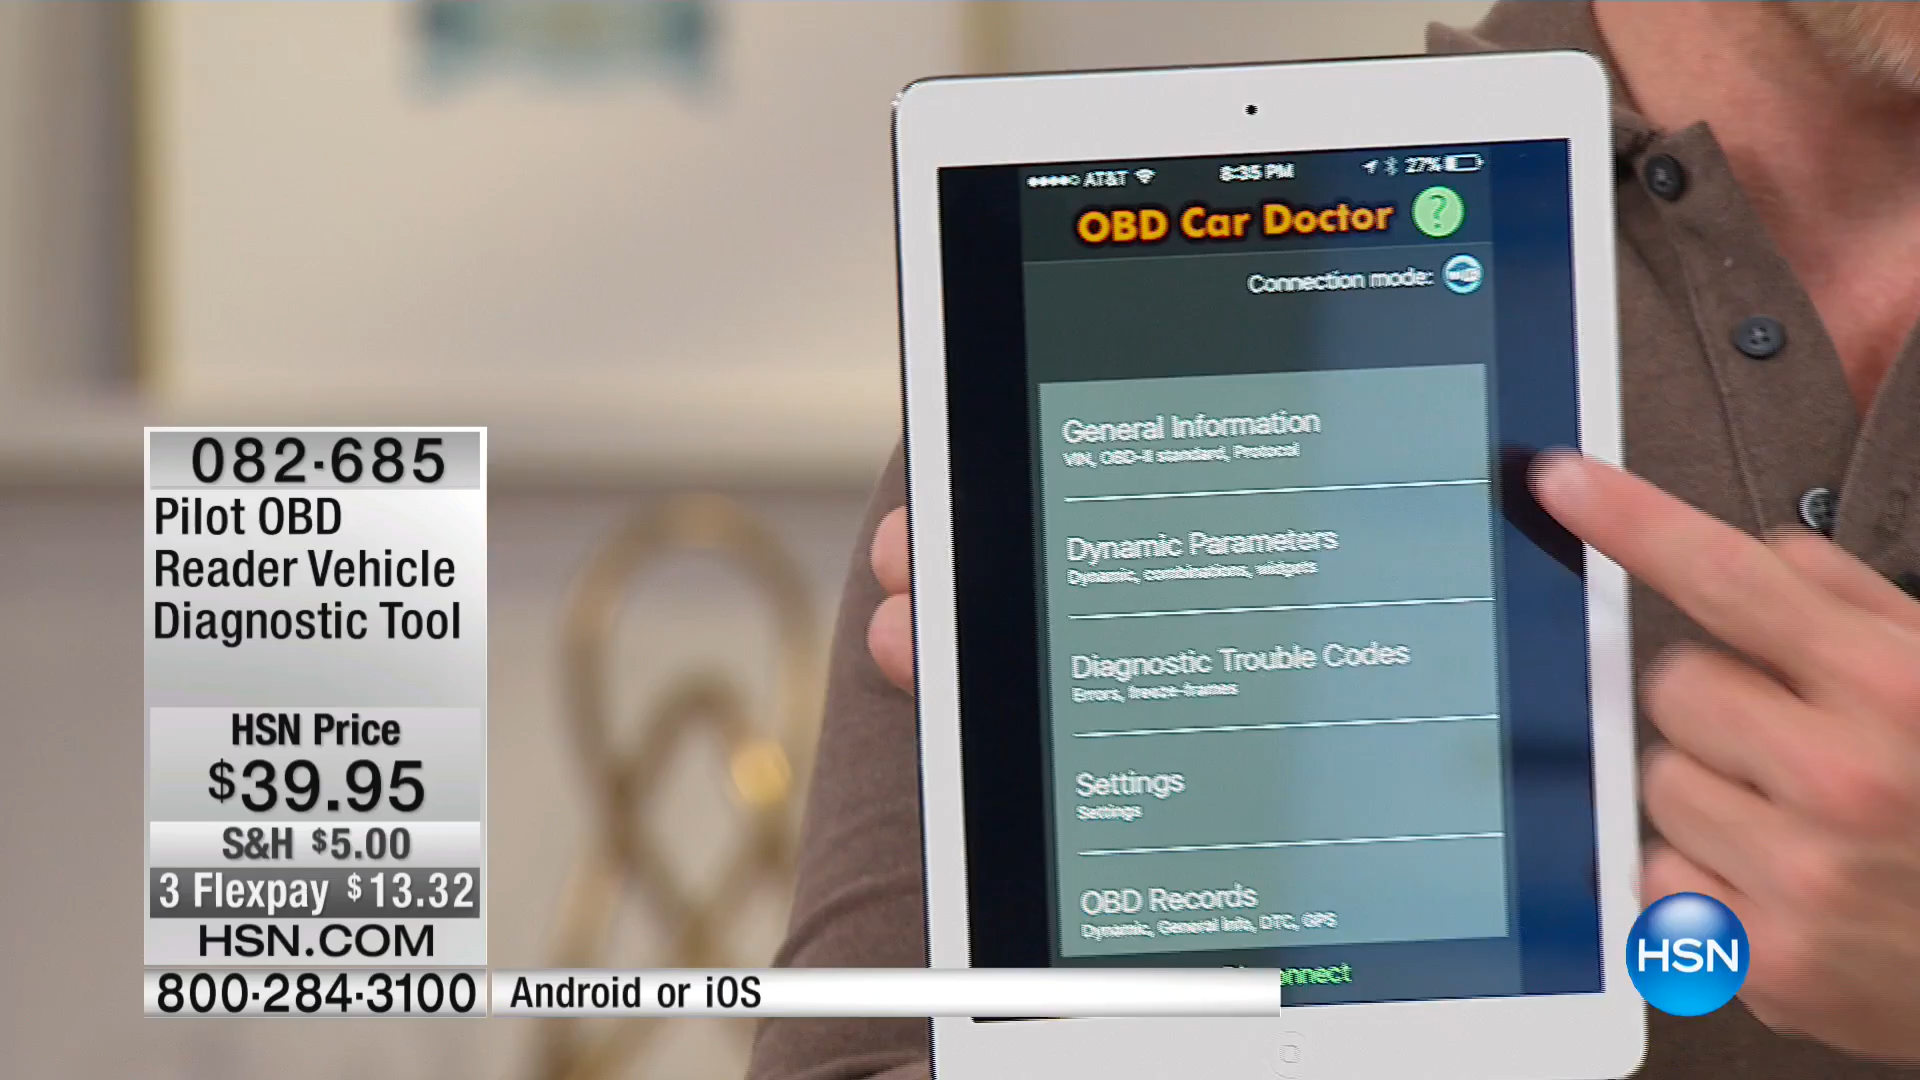 082·685
Pilot OBD
Reader Vehicle
Diagnostic Tool
HSN Price
$39.95
S&H $5.00
3 Flexpay $13.32
HSN.COM
800·284·3100
Android or iOS
AT&T
8:35 PM
27%
OBD Car Doctor ?
Connection mode:
General Information
VIN, OBD-II standard, Protocol
Dynamic Parameters
Dynamic, combinations, widgets
Diagnostic Trouble Codes
Errors, freeze-frames
Settings
Settings
OBD Records
Dynamic, General Info, DTC, GPS
HSN